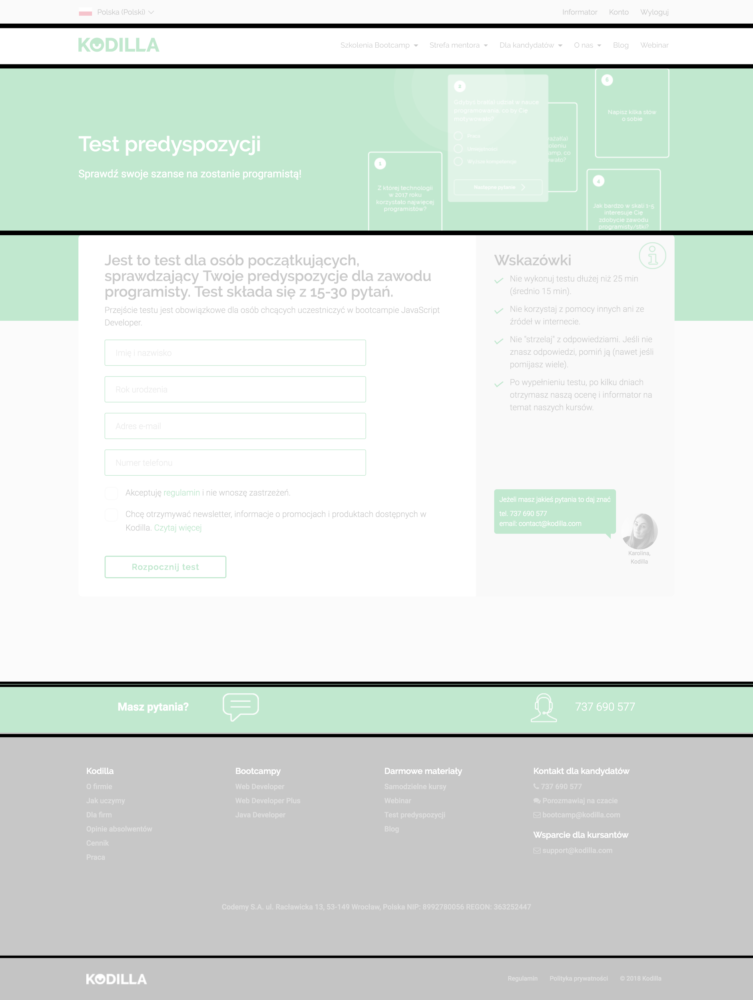 Polska (Polski)
Informator Konto Wyloguj
KODILLA
Szkolenia Bootcamp Strefa mentora Dla kandydatów O nas Blog Webinar
Test predyspozycji
Sprawdź swoje szanse na zostanie programistą!
1
Z której technologii
w 2017 roku
korzystało najwięcej
programistów?
2
Gdybyś brał(a) udział w nauce
programowania, co by Cię
motywowało?
Praca
Umiejętności
Wyższe kompetencje
Następne pytanie
6
Napisz kilka słów
o sobie
4
Jak bardzo w skali 1-5
interesuje Cię
zdobycie zawodu
programisty/stki?
Jest to test dla osób początkujących,
sprawdzający Twoje predyspozycje dla zawodu
programisty. Test składa się z 15-30 pytań.
Przejście testu jest obowiązkowe dla osób chcących uczestniczyć w bootcampie JavaScript
Developer.
Imię i nazwisko
Rok urodzenia
Adres e-mail
Numer telefonu
Akceptuję regulamin i nie wnoszę zastrzeżeń.
Chcę otrzymywać newsletter, informacje o promocjach i produktach dostępnych w
Kodilla. Czytaj więcej
Rozpocznij test
Wskazówki
Nie wykonuj testu dłużej niż 25 min
(średnio 15 min).
Nie korzystaj z pomocy innych ani ze
źródeł w internecie.
Nie "strzelaj" z odpowiedziami. Jeśli nie
znasz odpowiedzi, pomiń ją (nawet jeśli
pomijasz wiele).
Po wypełnieniu testu, po kilku dniach
otrzymasz naszą ocenę i informator na
temat naszych kursów.
Jeżeli masz jakieś pytania to daj znać
tel. 737 690 577
email: contact@kodilla.com
Karolina,
Kodilla
Masz pytania?
737 690 577
Kodilla
O firmie
Jak uczymy
Dla firm
Opinie absolwentów
Cennik
Praca
Bootcampy
Web Developer
Web Developer Plus
Java Developer
Darmowe materiały
Samodzielne kursy
Webinar
Test predyspozycji
Blog
Kontakt dla kandydatów
737 690 577
Porozmawiaj na czacie
bootcamp@kodilla.com
Wsparcie dla kursantów
support@kodilla.com
Codemy S.A. ul. Racławicka 13, 53-149 Wrocław, Polska NIP: 8992780056 REGON: 363252447
KODILLA
Regulamin Polityka prywatności © 2018 Kodilla